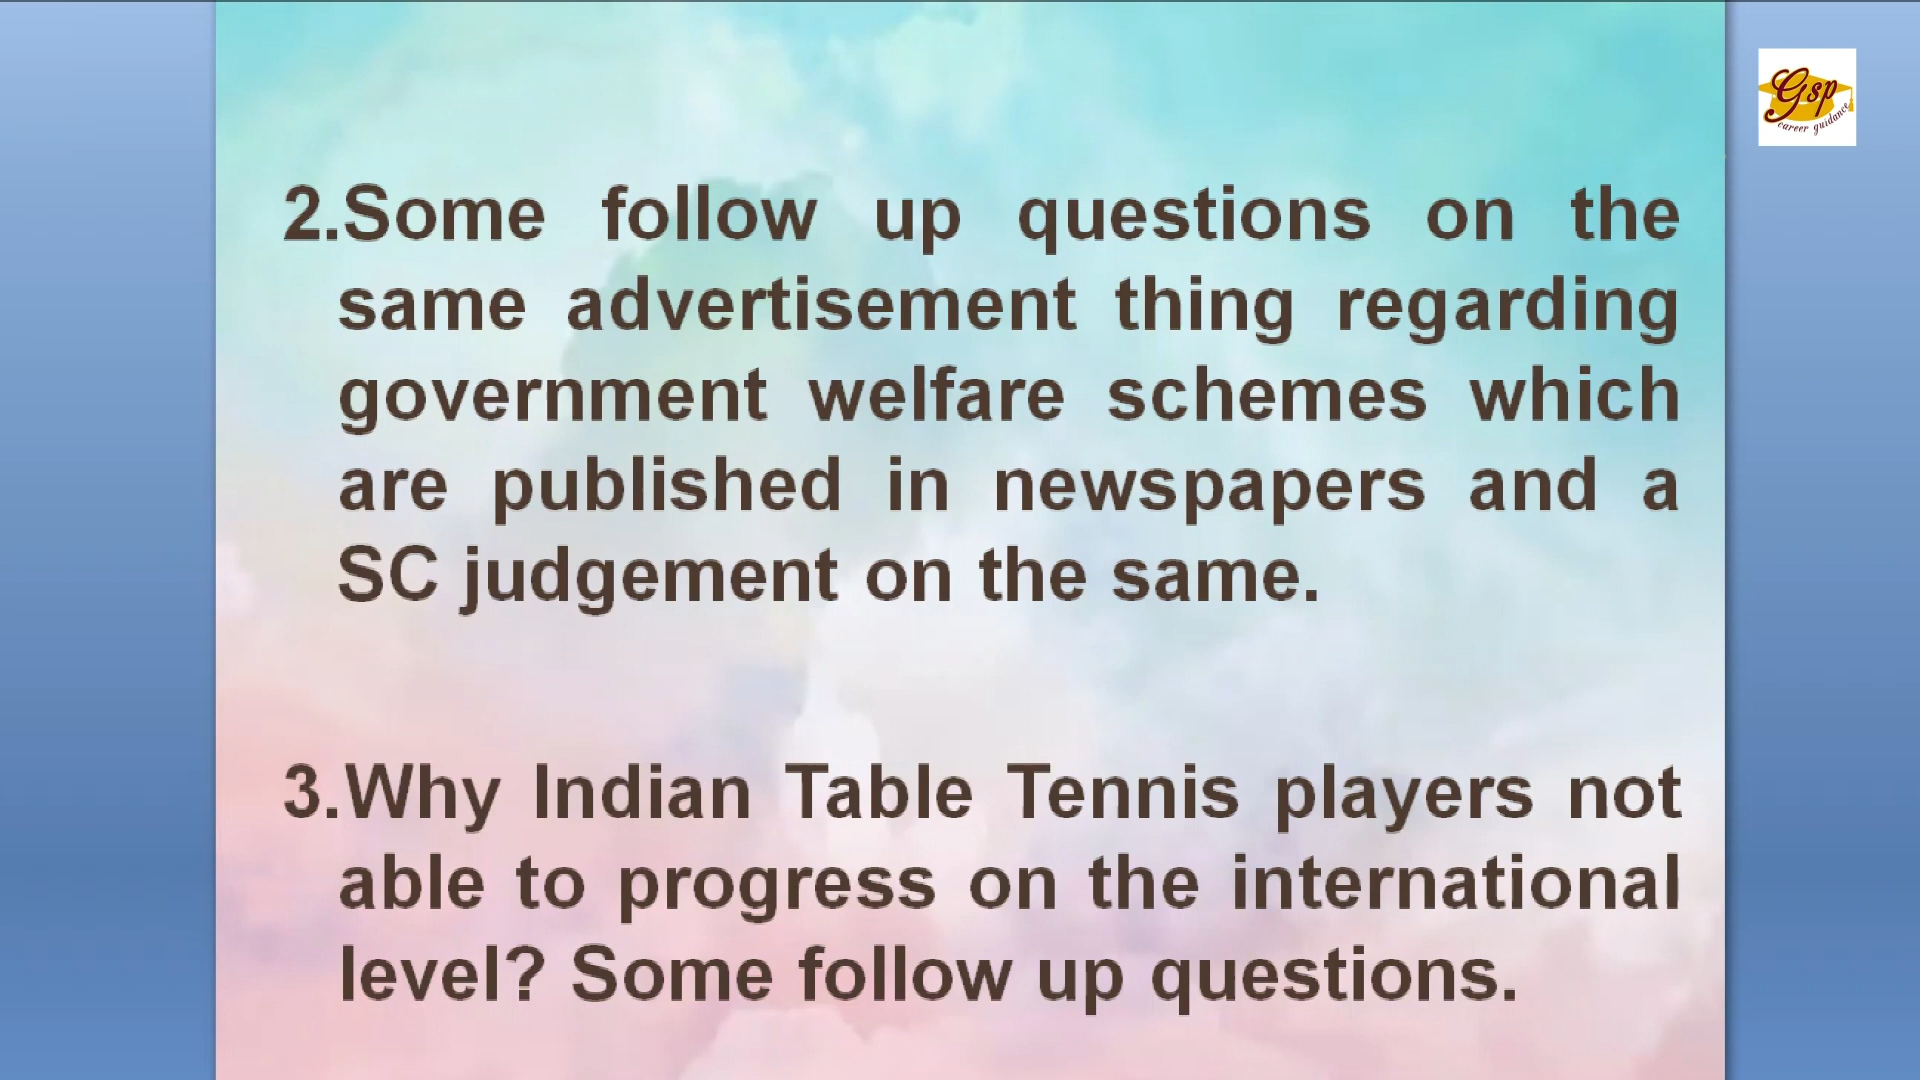 Gsp
career guidance
2.Some follow up questions on the
same advertisement thing regarding
government welfare schemes which
are published in newspapers and a
SC judgement on the same.
3.Why Indian Table Tennis players not
able to progress on the international
level? Some follow up questions.